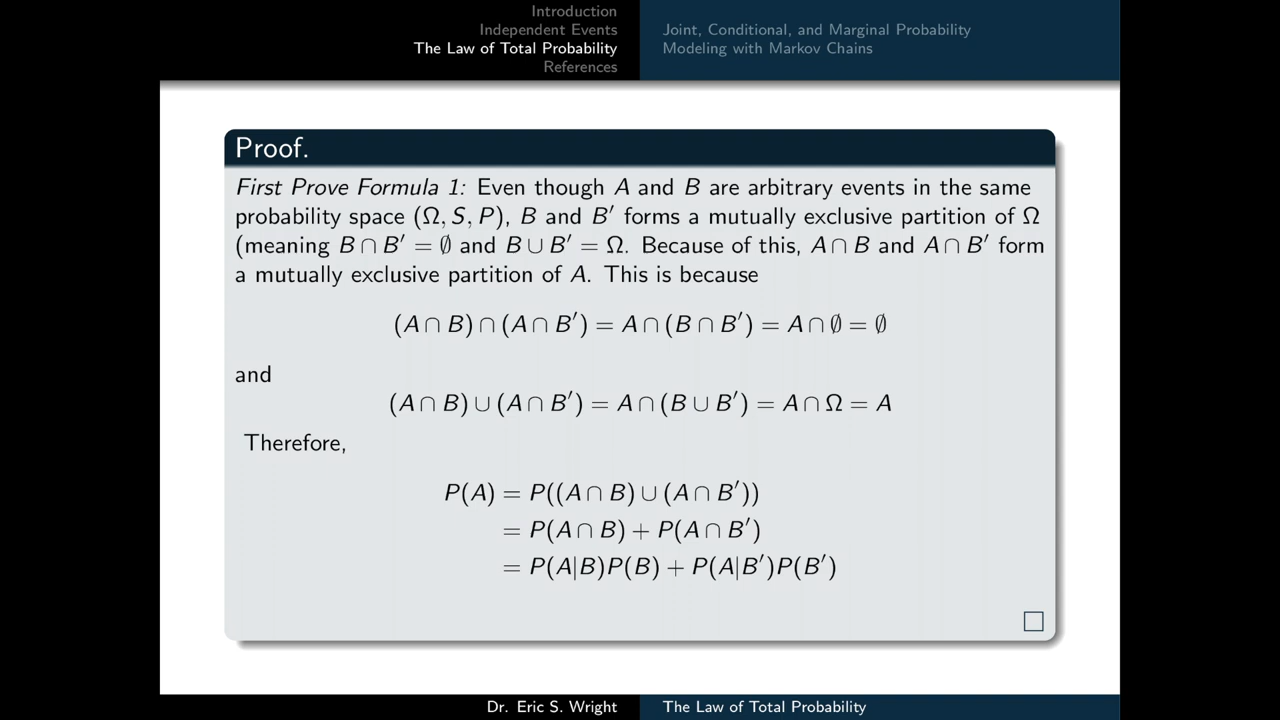 Introduction
Independent Events
The Law of Total Probability
References
Joint, Conditional, and Marginal Probability
Modeling with Markov Chains
Proof.
First Prove Formula 1: Even though A and B are arbitrary events in the same
probability space (Ω, S, P), B and B′ forms a mutually exclusive partition of Ω
(meaning B ∩ B′ = ∅ and B ∪ B′ = Ω. Because of this, A ∩ B and A ∩ B′ form
a mutually exclusive partition of A. This is because
(A ∩ B) ∩ (A ∩ B′) = A ∩ (B ∩ B′) = A ∩ ∅ = ∅
and
(A ∩ B) ∪ (A ∩ B′) = A ∩ (B ∪ B′) = A ∩ Ω = A
Therefore,
P(A) = P((A ∩ B) ∪ (A ∩ B′))
= P(A ∩ B) + P(A ∩ B′)
= P(A|B)P(B) + P(A|B′)P(B′)
□
Dr. Eric S. Wright
The Law of Total Probability